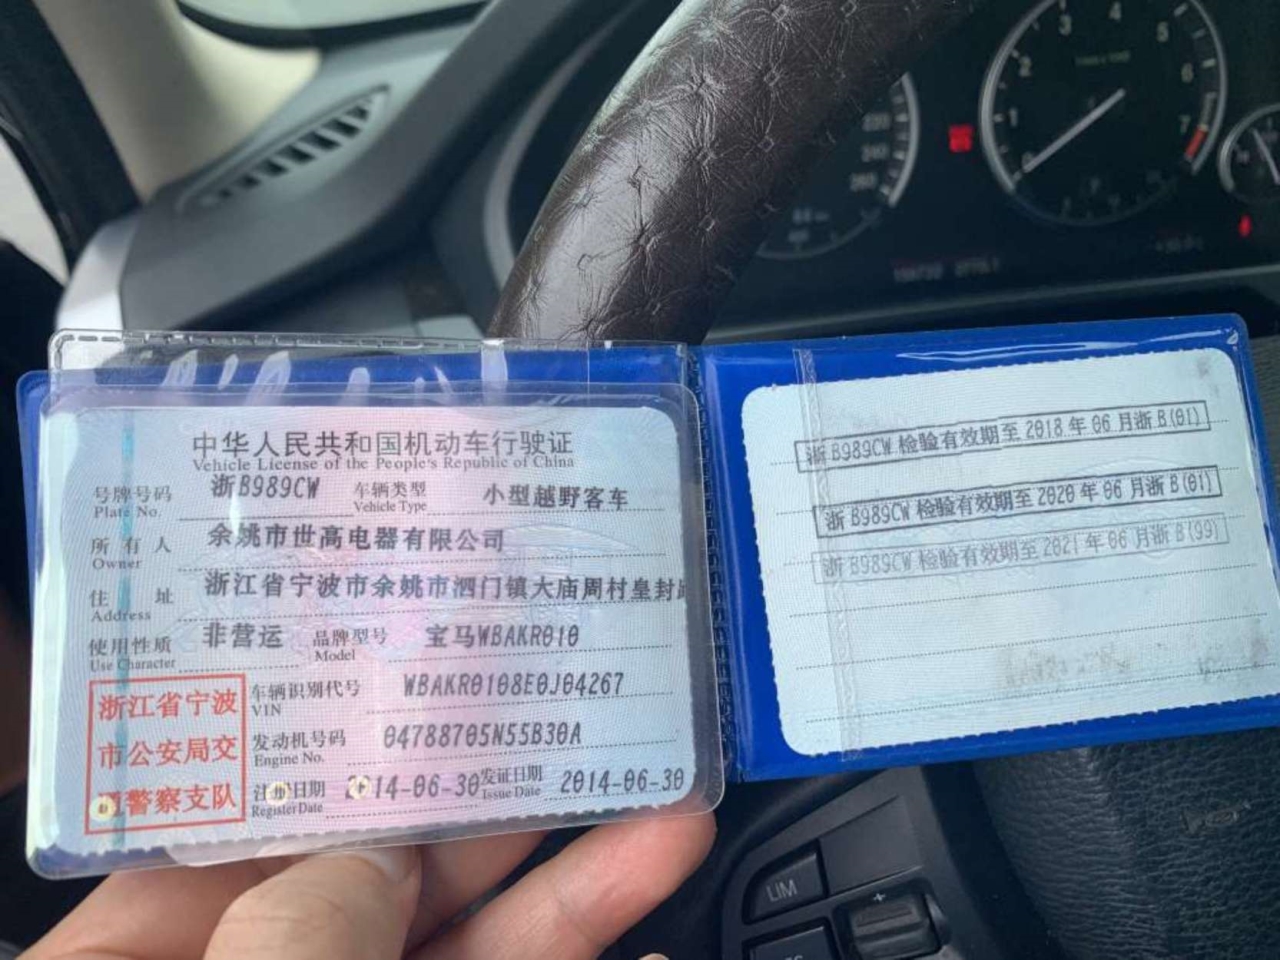 中华人民共和国机动车行驶证
Vehicle License of the People's Republic of China
号牌号码 浙B989CW 车辆类型 小型越野客车
Plate No. Vehicle Type
所有人 余姚市世高电器有限公司
Owner
住址 浙江省宁波市余姚市泗门镇大庙周村皇封
Address
使用性质 非营运 品牌型号 宝马WBAKR010
Use Character Model
浙江省宁波
市公安局交
通警察支队
车辆识别代号 WBAKR0108E0J04267
VIN
发动机号码 04788705N55B30A
Engine No.
注册日期 2014-06-30 发证日期 2014-06-30
Register Date Issue Date
浙B989CW 检验有效期至2018年06月浙B(01)
浙B989CW 检验有效期至2020年06月浙B(01)
浙B989CW 检验有效期至2021年06月浙B(99)
1 2 3 4 5 6 7
LIM